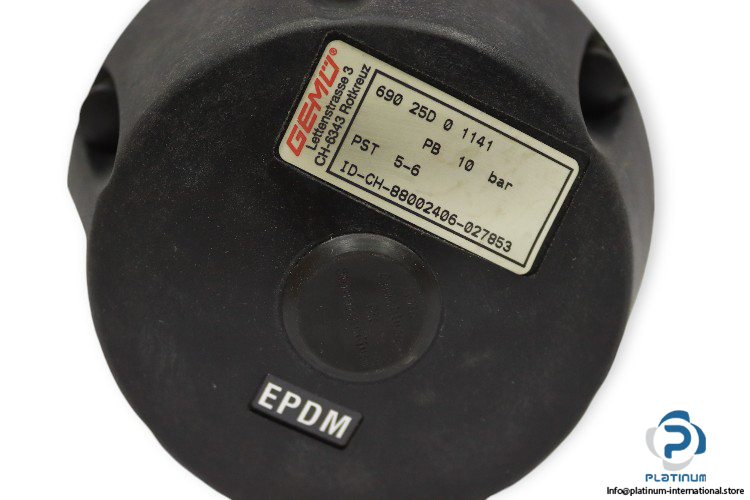 GEMÜ®
Lettenstrasse 3
CH-6343 Rotkreuz
690 25D 0 1141
PB 10 bar
PST 5-6
ID-CH-88002406-027853
EPDM
PLATINUM
Info@platinum-international.store